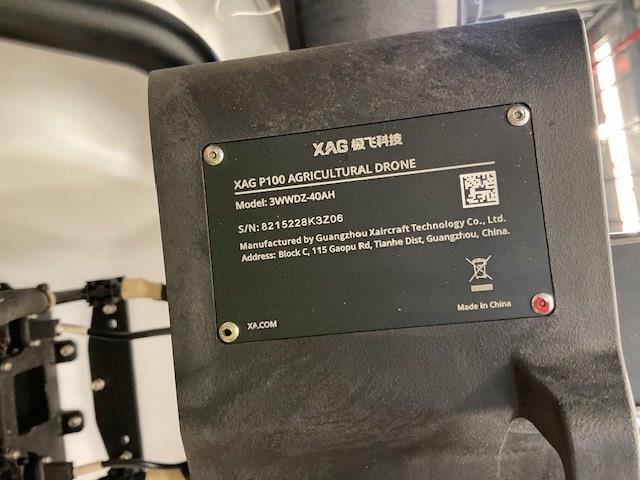 XAG 极飞科技
XAG P100 AGRICULTURAL DRONE
Model: 3WWDZ-40AH
S/N: 8215228K3Z06
Manufactured by Guangzhou Xaircraft Technology Co., Ltd.
Address: Block C, 115 Gaopu Rd, Tianhe Dist, Guangzhou, China.
XA.COM
Made in China